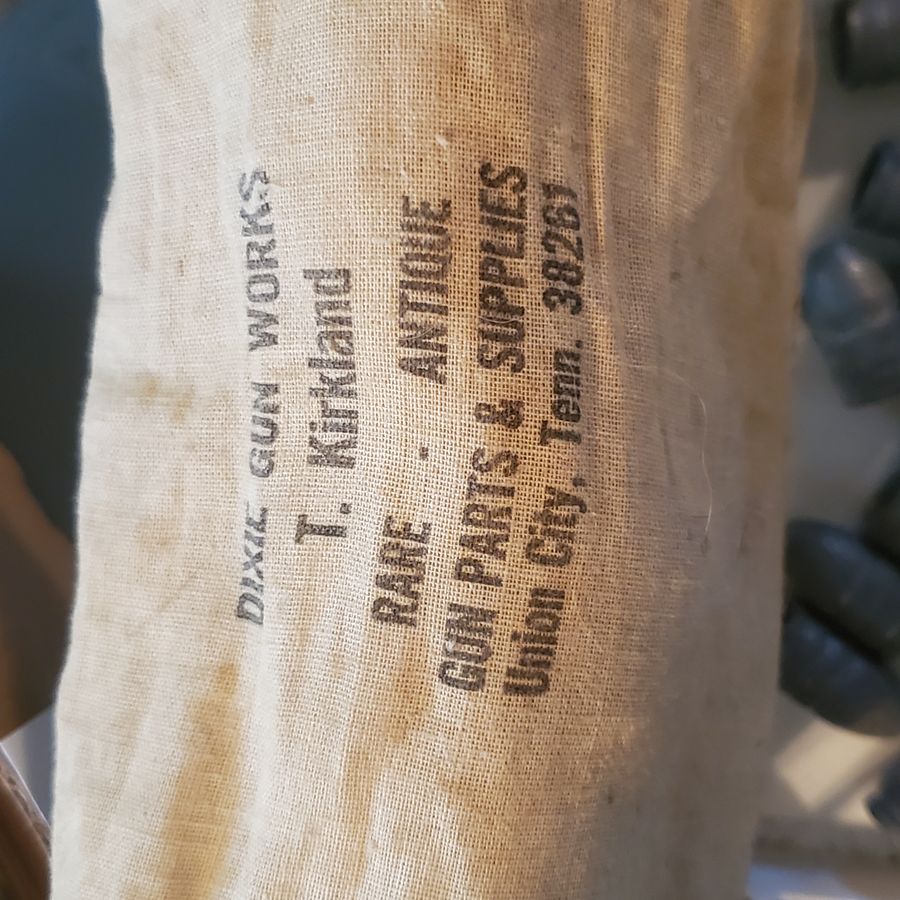 DIXIE GUN WORKS
T. Kirkland
RARE · ANTIQUE
GUN PARTS & SUPPLIES
Union City, Tenn. 38261